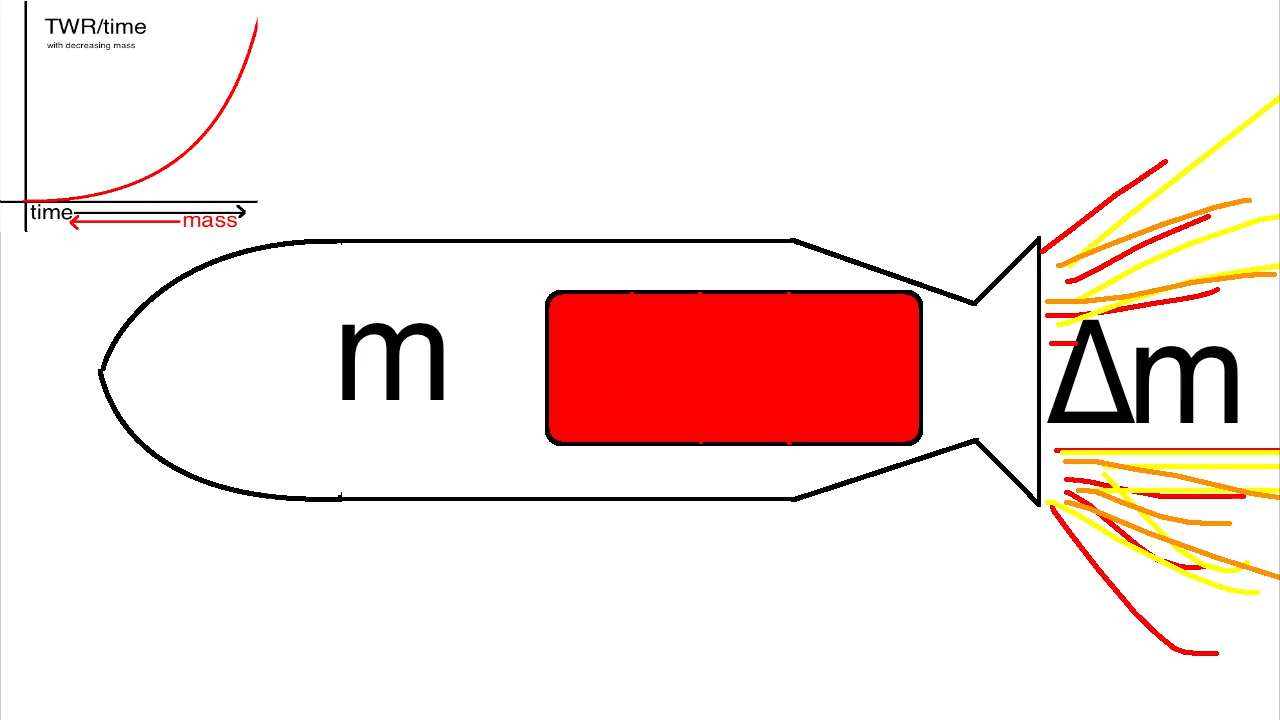 TWR/time
with decreasing mass
time
mass
m
Δm